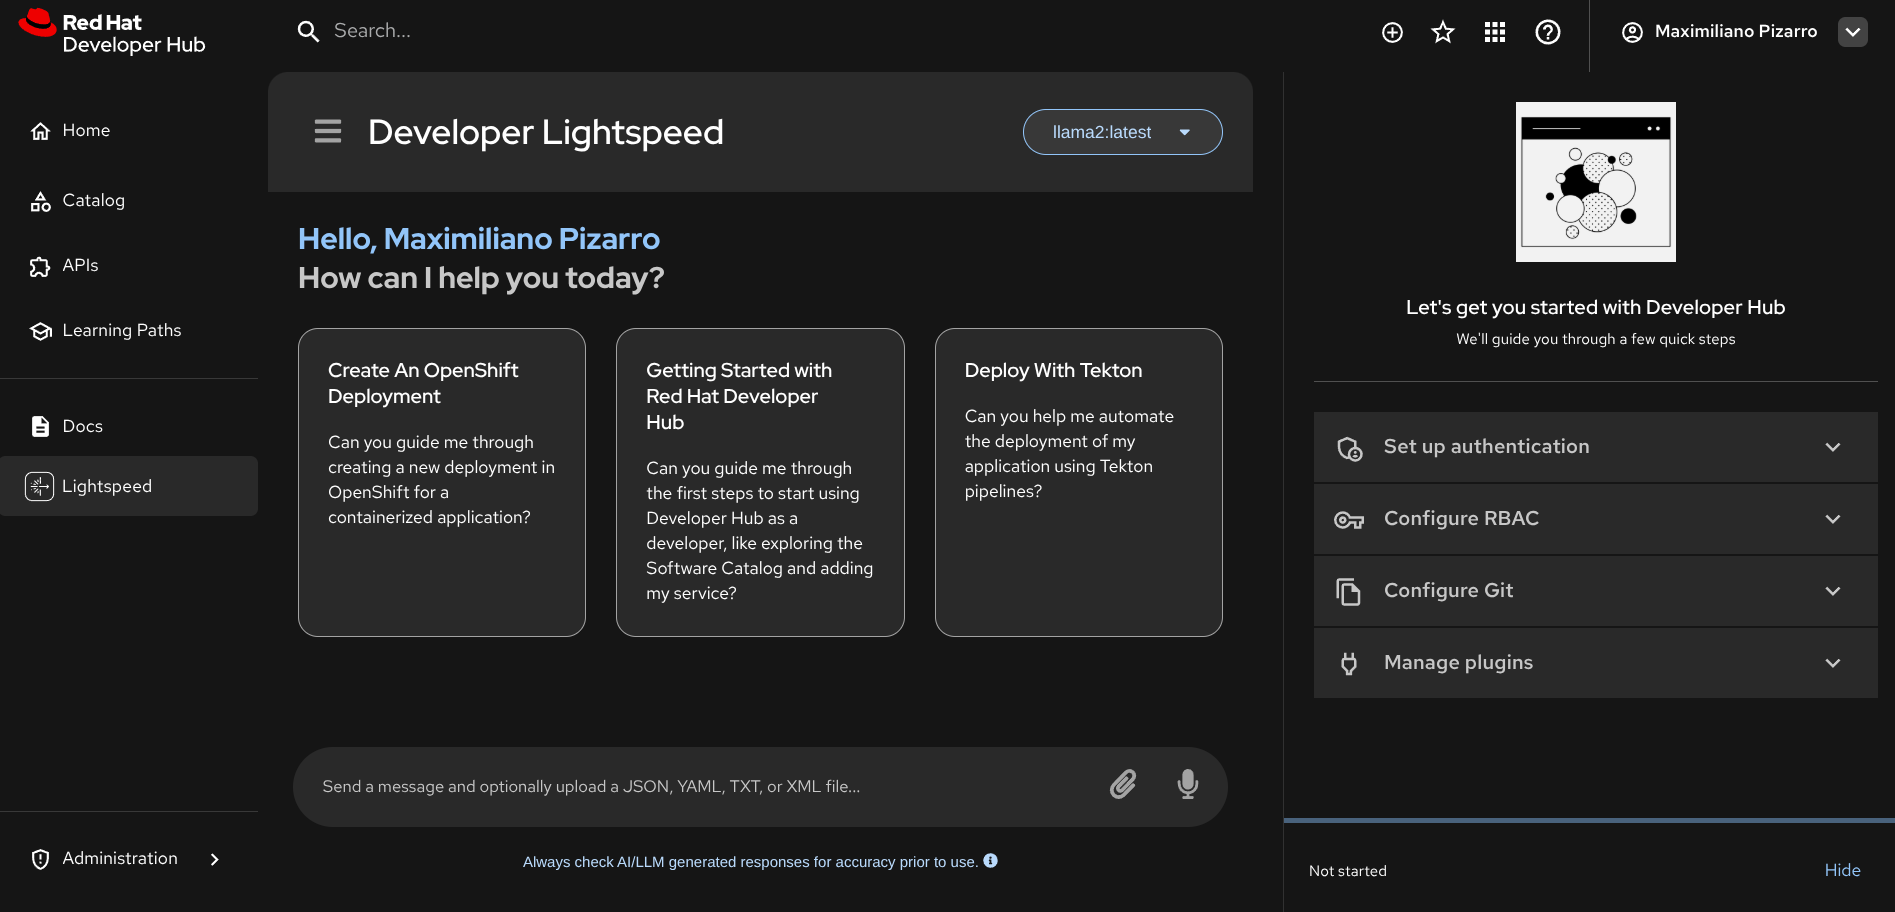 Red Hat
Developer Hub
Search...
Maximiliano Pizarro
Home
Catalog
APIs
Learning Paths
Docs
Lightspeed
Administration
Developer Lightspeed
llama2:latest
Hello, Maximiliano Pizarro
How can I help you today?
Create An OpenShift
Deployment
Can you guide me through
creating a new deployment in
OpenShift for a
containerized application?
Getting Started with
Red Hat Developer
Hub
Can you guide me through
the first steps to start using
Developer Hub as a
developer, like exploring the
Software Catalog and adding
my service?
Deploy With Tekton
Can you help me automate
the deployment of my
application using Tekton
pipelines?
Send a message and optionally upload a JSON, YAML, TXT, or XML file...
Always check AI/LLM generated responses for accuracy prior to use.
Let's get you started with Developer Hub
We'll guide you through a few quick steps
Set up authentication
Configure RBAC
Configure Git
Manage plugins
Not started
Hide